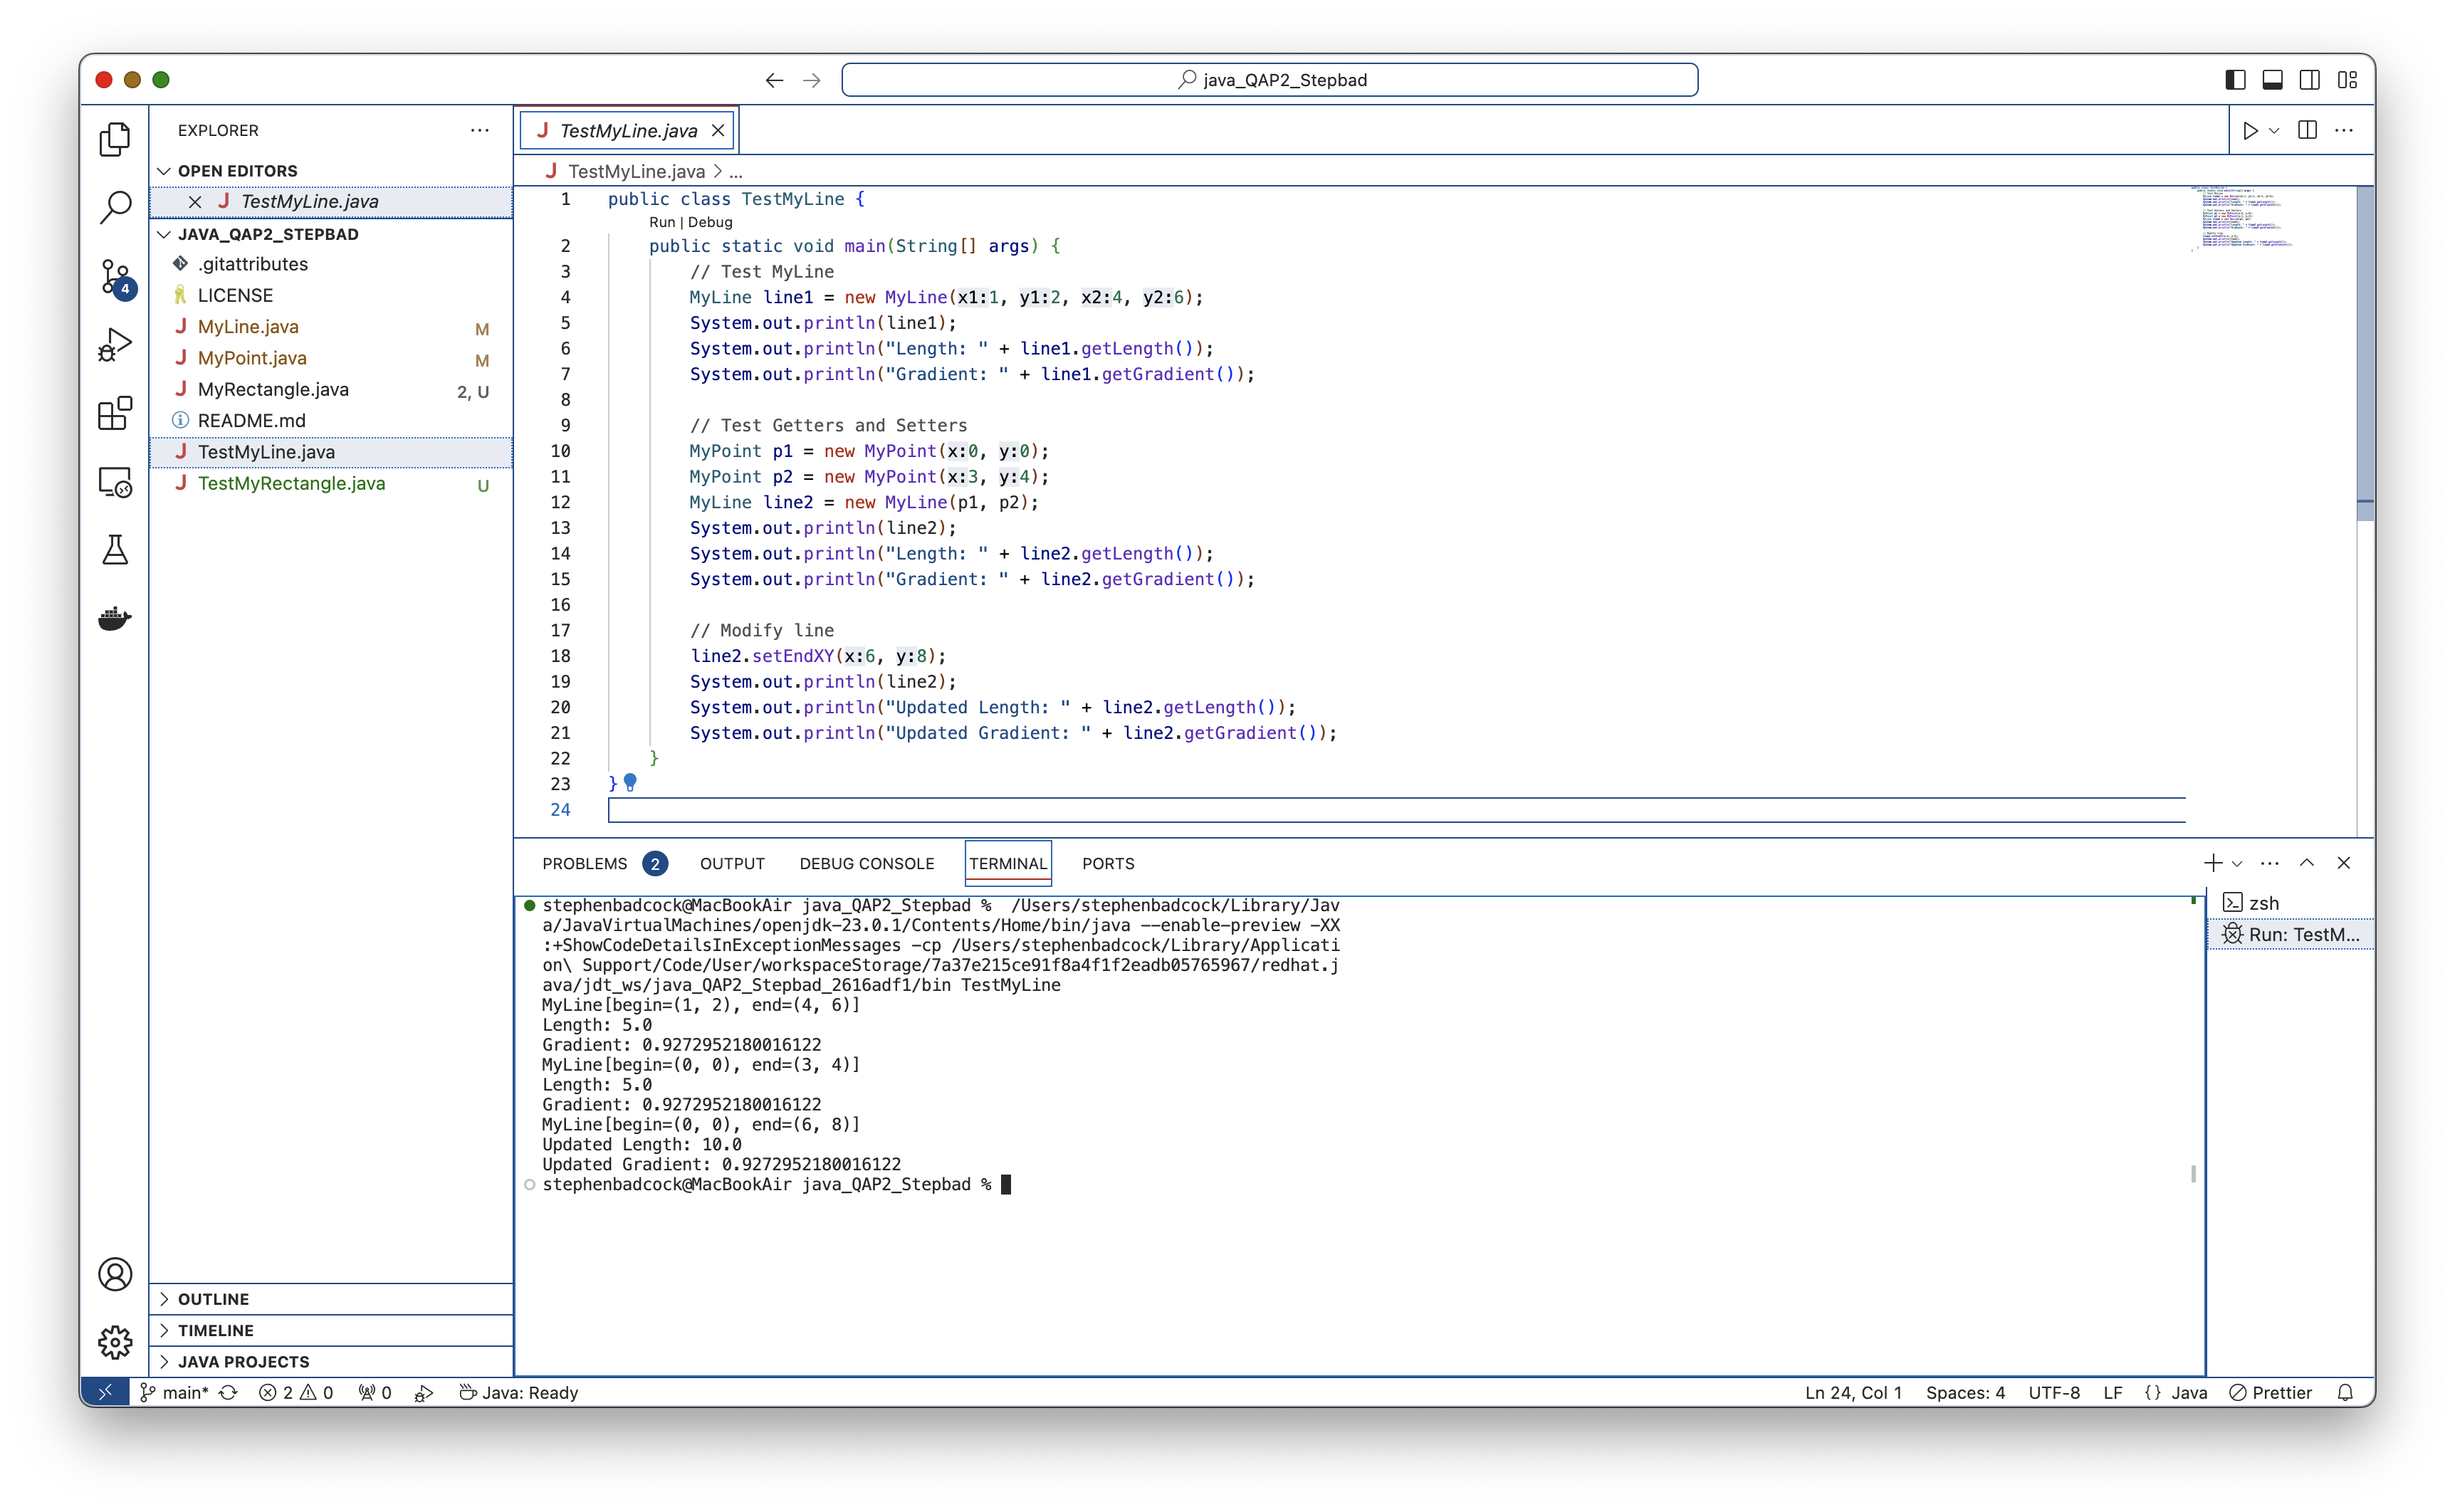 java_QAP2_Stepbad
EXPLORER
OPEN EDITORS
TestMyLine.java
JAVA_QAP2_STEPBAD
.gitattributes
LICENSE
MyLine.java M
MyPoint.java M
MyRectangle.java 2, U
README.md
TestMyLine.java
TestMyRectangle.java U
4
OUTLINE
TIMELINE
JAVA PROJECTS
TestMyLine.java
TestMyLine.java > ...
1 public class TestMyLine {
Run | Debug
2 public static void main(String[] args) {
3 // Test MyLine
4 MyLine line1 = new MyLine(x1:1, y1:2, x2:4, y2:6);
5 System.out.println(line1);
6 System.out.println("Length: " + line1.getLength());
7 System.out.println("Gradient: " + line1.getGradient());
8
9 // Test Getters and Setters
10 MyPoint p1 = new MyPoint(x:0, y:0);
11 MyPoint p2 = new MyPoint(x:3, y:4);
12 MyLine line2 = new MyLine(p1, p2);
13 System.out.println(line2);
14 System.out.println("Length: " + line2.getLength());
15 System.out.println("Gradient: " + line2.getGradient());
16
17 // Modify line
18 line2.setEndXY(x:6, y:8);
19 System.out.println(line2);
20 System.out.println("Updated Length: " + line2.getLength());
21 System.out.println("Updated Gradient: " + line2.getGradient());
22 }
23 }
24
PROBLEMS 2 OUTPUT DEBUG CONSOLE TERMINAL PORTS
stephenbadcock@MacBookAir java_QAP2_Stepbad %  /Users/stephenbadcock/Library/Jav
a/JavaVirtualMachines/openjdk-23.0.1/Contents/Home/bin/java --enable-preview -XX
:+ShowCodeDetailsInExceptionMessages -cp /Users/stephenbadcock/Library/Applicati
on\ Support/Code/User/workspaceStorage/7a37e215ce91f8a4f1f2eadb05765967/redhat.j
ava/jdt_ws/java_QAP2_Stepbad_2616adf1/bin TestMyLine
MyLine[begin=(1, 2), end=(4, 6)]
Length: 5.0
Gradient: 0.9272952180016122
MyLine[begin=(0, 0), end=(3, 4)]
Length: 5.0
Gradient: 0.9272952180016122
MyLine[begin=(0, 0), end=(6, 8)]
Updated Length: 10.0
Updated Gradient: 0.9272952180016122
stephenbadcock@MacBookAir java_QAP2_Stepbad %
zsh
Run: TestM...
main* 2 0 0 Java: Ready
Ln 24, Col 1 Spaces: 4 UTF-8 LF {} Java Prettier